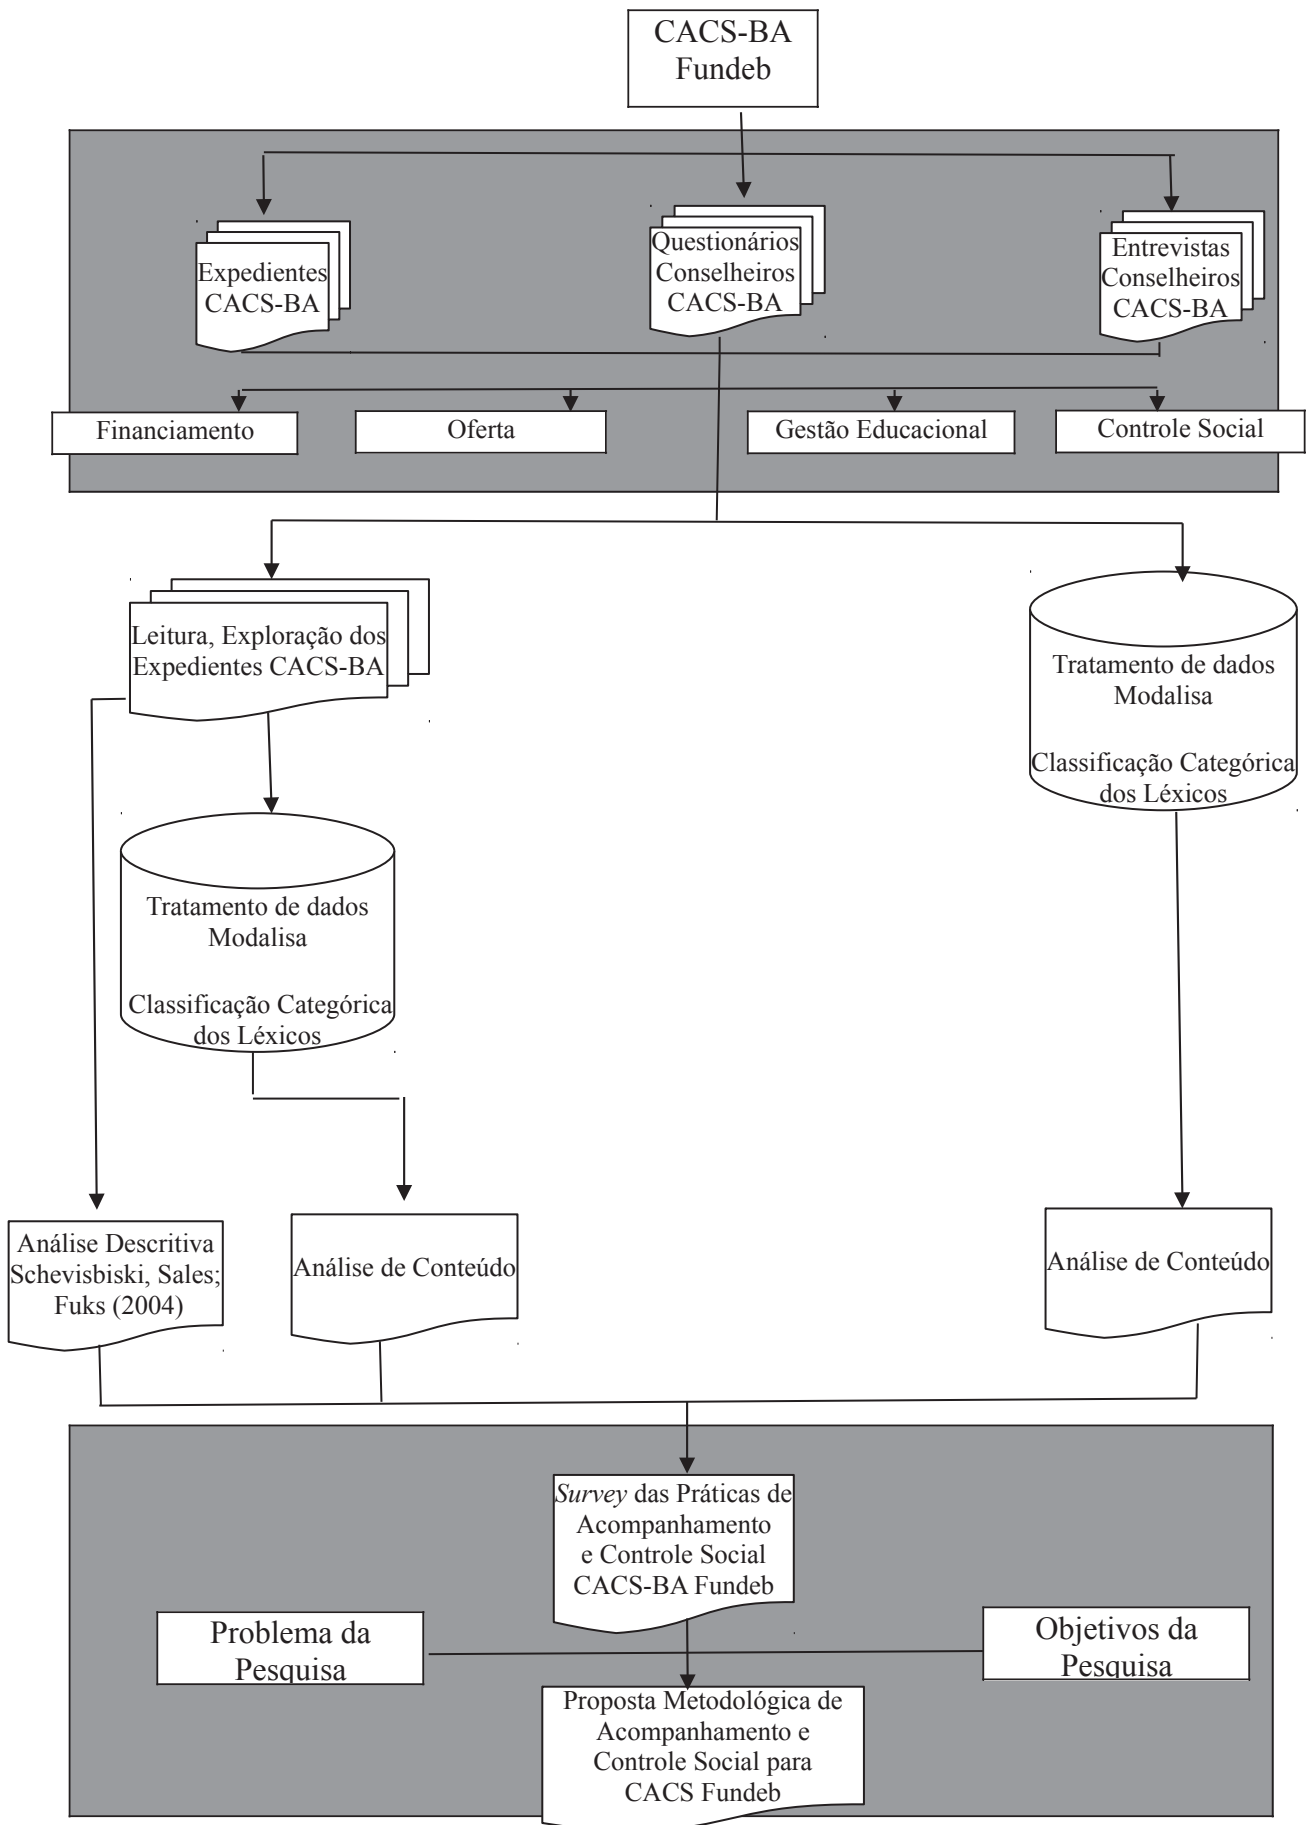 CACS-BA
Fundeb
Expedientes
CACS-BA
Questionários
Conselheiros
CACS-BA
Entrevistas
Conselheiros
CACS-BA
Financiamento
Oferta
Gestão Educacional
Controle Social
Leitura, Exploração dos
Expedientes CACS-BA
Tratamento de dados
Modalisa
Classificação Categórica
dos Léxicos
Tratamento de dados
Modalisa
Classificação Categórica
dos Léxicos
Análise Descritiva
Schevisbiski, Sales;
Fuks (2004)
Análise de Conteúdo
Análise de Conteúdo
Survey das Práticas de
Acompanhamento
e Controle Social
CACS-BA Fundeb
Problema da
Pesquisa
Objetivos da
Pesquisa
Proposta Metodológica de
Acompanhamento e
Controle Social para
CACS Fundeb